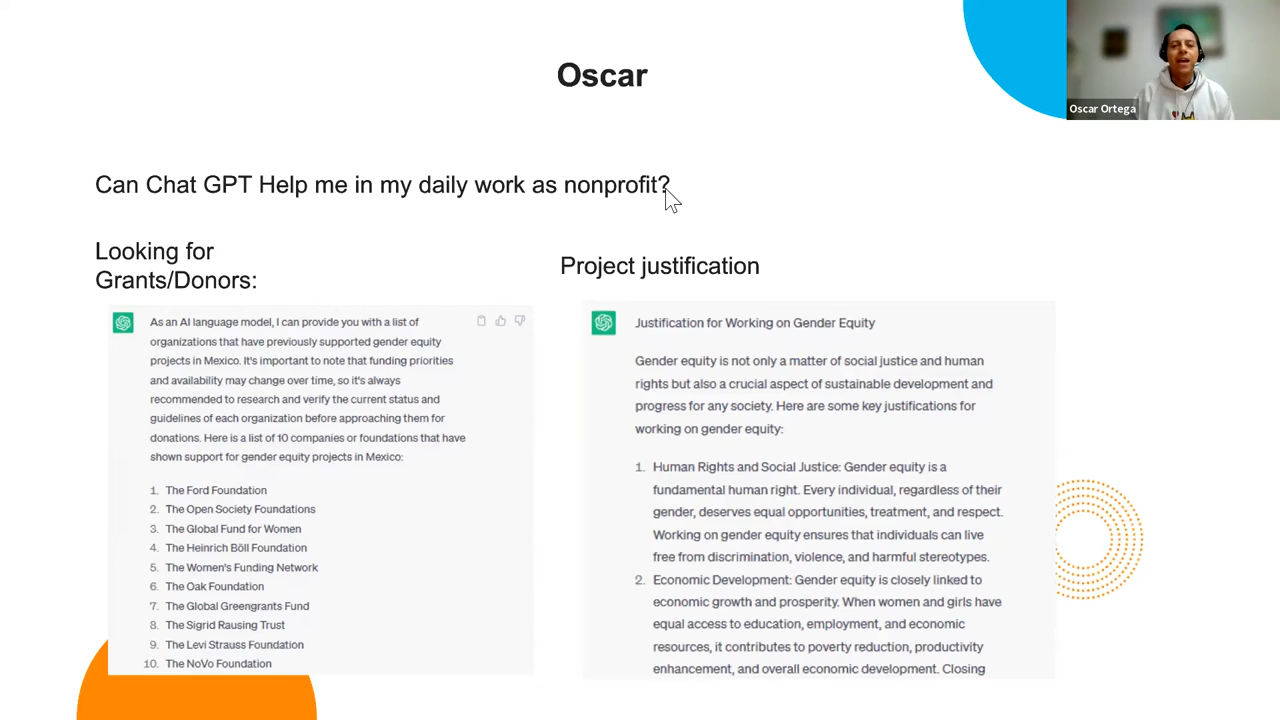 Oscar
Oscar Ortega
Can Chat GPT Help me in my daily work as nonprofit?
Looking for
Grants/Donors:
As an AI language model, I can provide you with a list of
organizations that have previously supported gender equity
projects in Mexico. It's important to note that funding priorities
and availability may change over time, so it's always
recommended to research and verify the current status and
guidelines of each organization before approaching them for
donations. Here is a list of 10 companies or foundations that have
shown support for gender equity projects in Mexico:
1. The Ford Foundation
2. The Open Society Foundations
3. The Global Fund for Women
4. The Heinrich Böll Foundation
5. The Women's Funding Network
6. The Oak Foundation
7. The Global Greengrants Fund
8. The Sigrid Rausing Trust
9. The Levi Strauss Foundation
10. The NoVo Foundation
Project justification
Justification for Working on Gender Equity
Gender equity is not only a matter of social justice and human
rights but also a crucial aspect of sustainable development and
progress for any society. Here are some key justifications for
working on gender equity:
1. Human Rights and Social Justice: Gender equity is a
fundamental human right. Every individual, regardless of their
gender, deserves equal opportunities, treatment, and respect.
Working on gender equity ensures that individuals can live
free from discrimination, violence, and harmful stereotypes.
2. Economic Development: Gender equity is closely linked to
economic growth and prosperity. When women and girls have
equal access to education, employment, and economic
resources, it contributes to poverty reduction, productivity
enhancement, and overall economic development. Closing